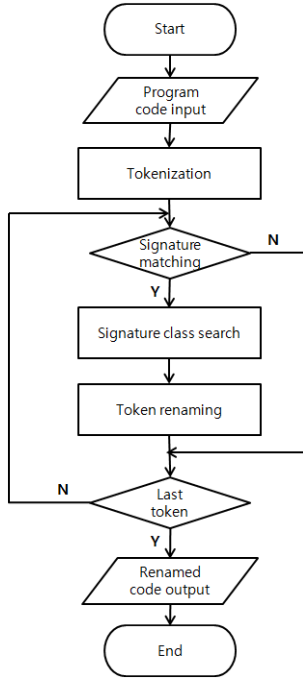 Start
Program
code input
Tokenization
Signature
matching
N
Y
Signature class search
Token renaming
N
Last
token
Y
Renamed
code output
End